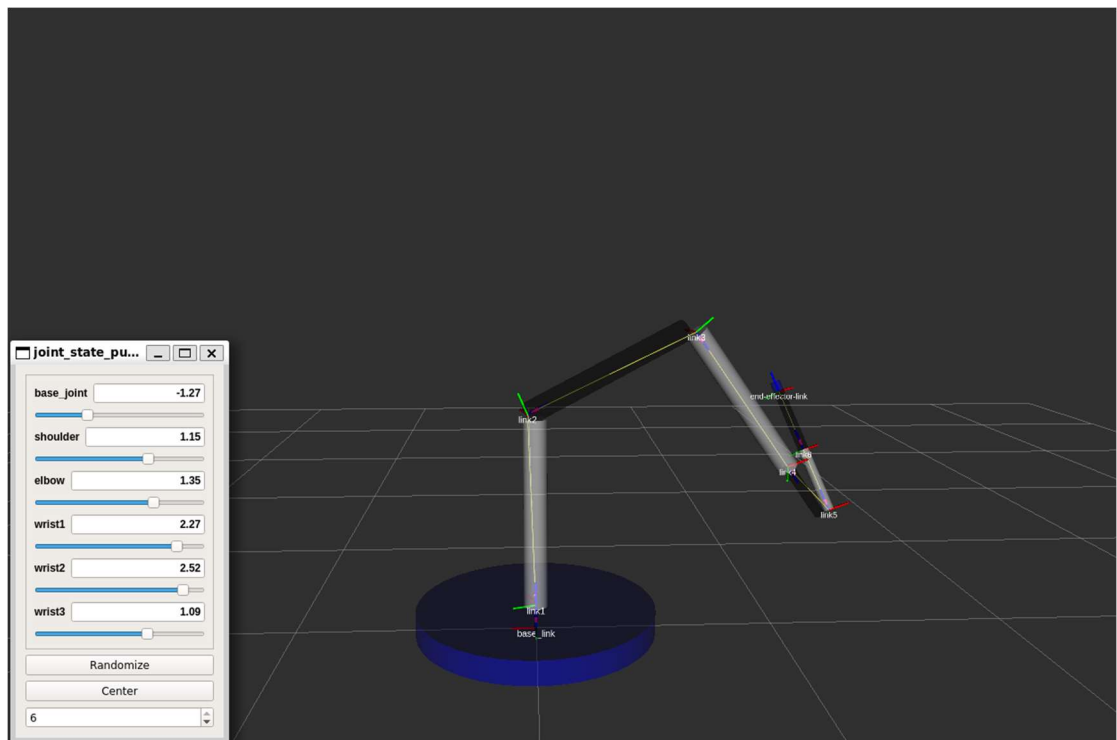 joint_state_pu...
base_joint -1.27
shoulder 1.15
elbow 1.35
wrist1 2.27
wrist2 2.52
wrist3 1.09
Randomize
Center
6
link3
end-effector-link
link2
link6
link4
link5
link1
base_link